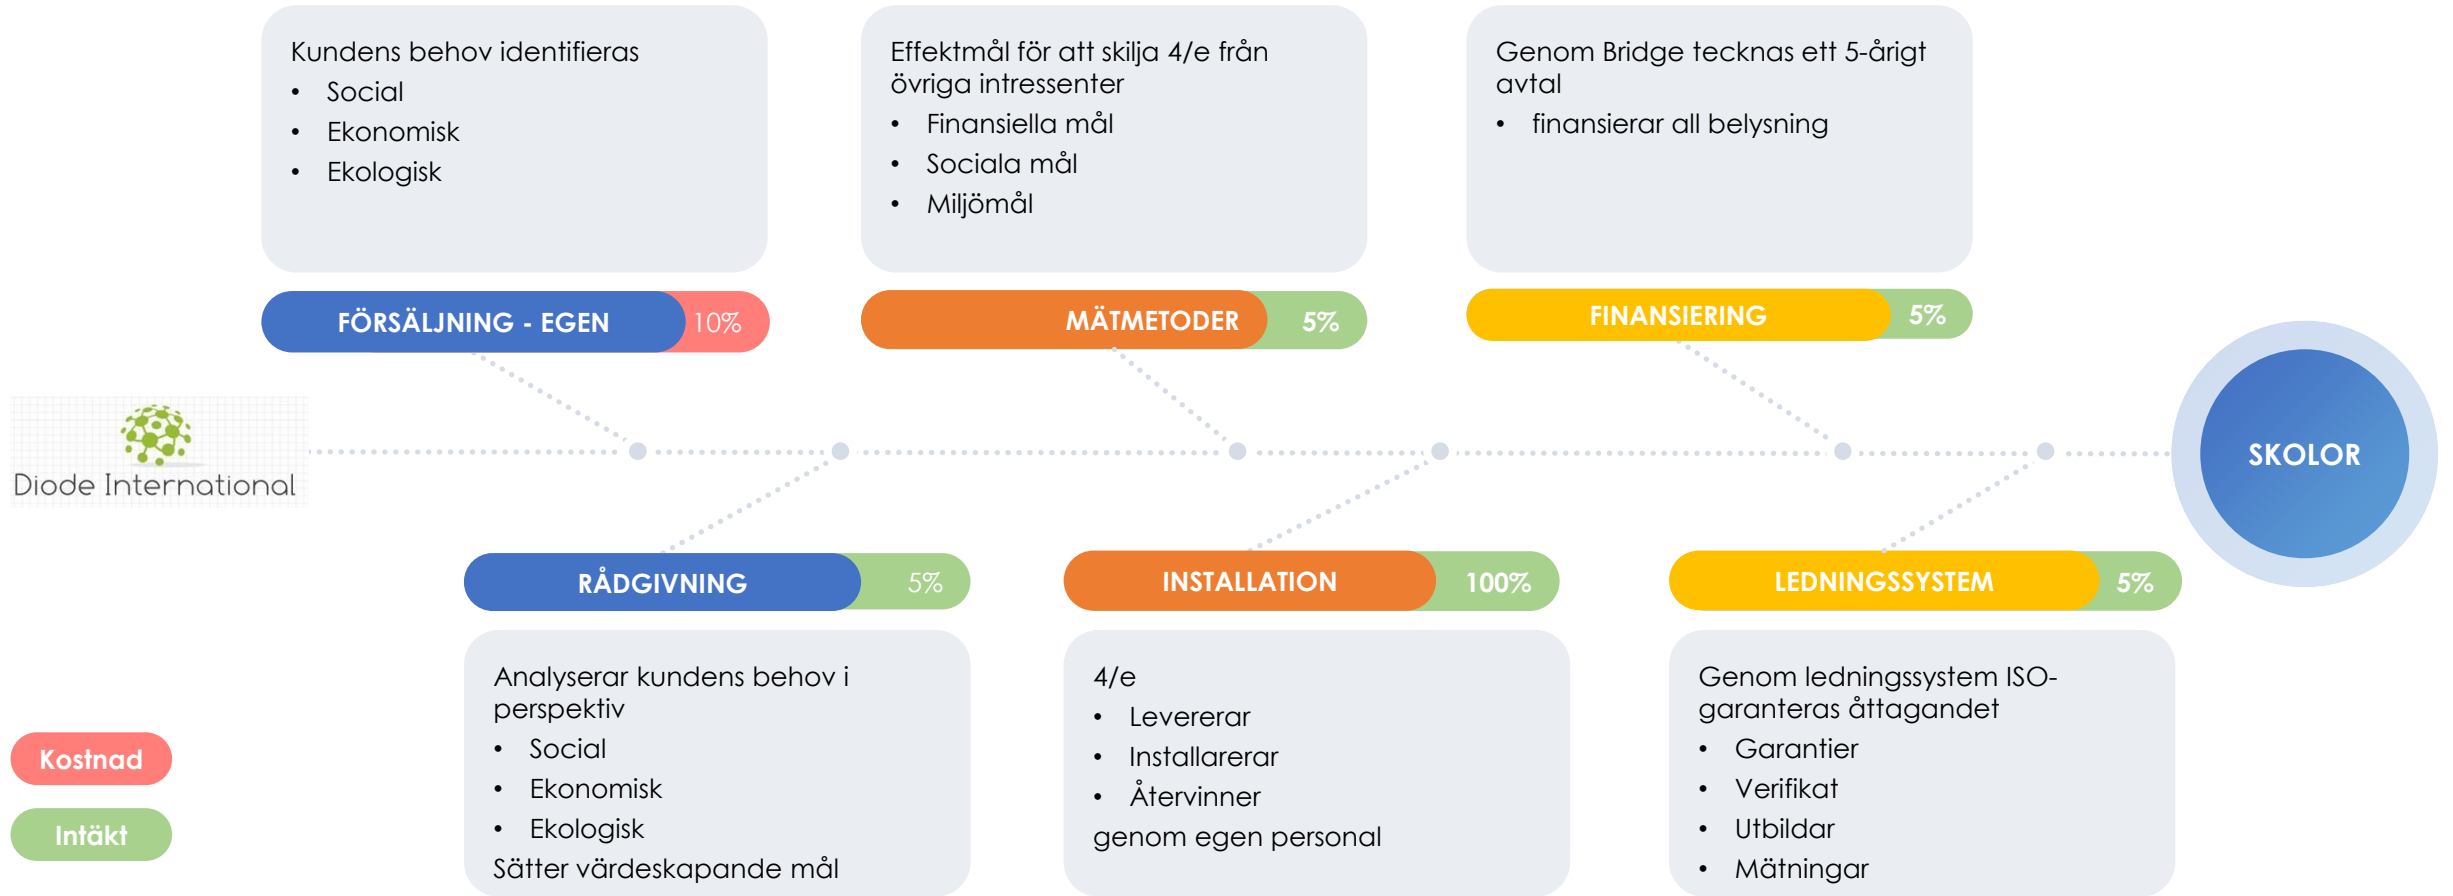 Kundens behov identifieras
• Social
• Ekonomisk
• Ekologisk
Effektmål för att skilja 4/e från
övriga intressenter
• Finansiella mål
• Sociala mål
• Miljömål
Genom Bridge tecknas ett 5-årigt
avtal
• finansierar all belysning
FÖRSÄLJNING - EGEN 10%
MÄTMETODER 5%
FINANSIERING 5%
Diode International
SKOLOR
RÅDGIVNING 5%
INSTALLATION 100%
LEDNINGSSYSTEM 5%
Analyserar kundens behov i
perspektiv
• Social
• Ekonomisk
• Ekologisk
Sätter värdeskapande mål
4/e
• Levererar
• Installarerar
• Återvinner
genom egen personal
Genom ledningssystem ISO-
garanteras åttagandet
• Garantier
• Verifikat
• Utbildar
• Mätningar
Kostnad
Intäkt